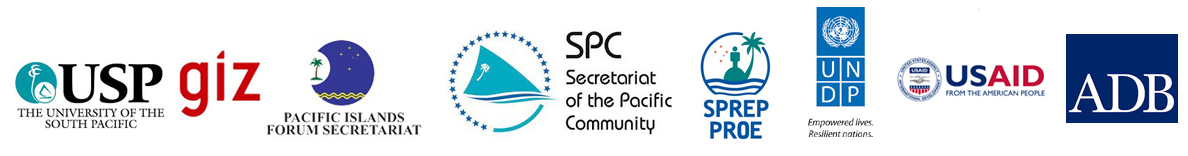 USP
THE UNIVERSITY OF THE
SOUTH PACIFIC
giz
PACIFIC ISLANDS
FORUM SECRETARIAT
SPC
Secretariat
of the Pacific
Community
SPREP
PROE
U N
D P
Empowered lives.
Resilient nations.
USAID
FROM THE AMERICAN PEOPLE
ADB